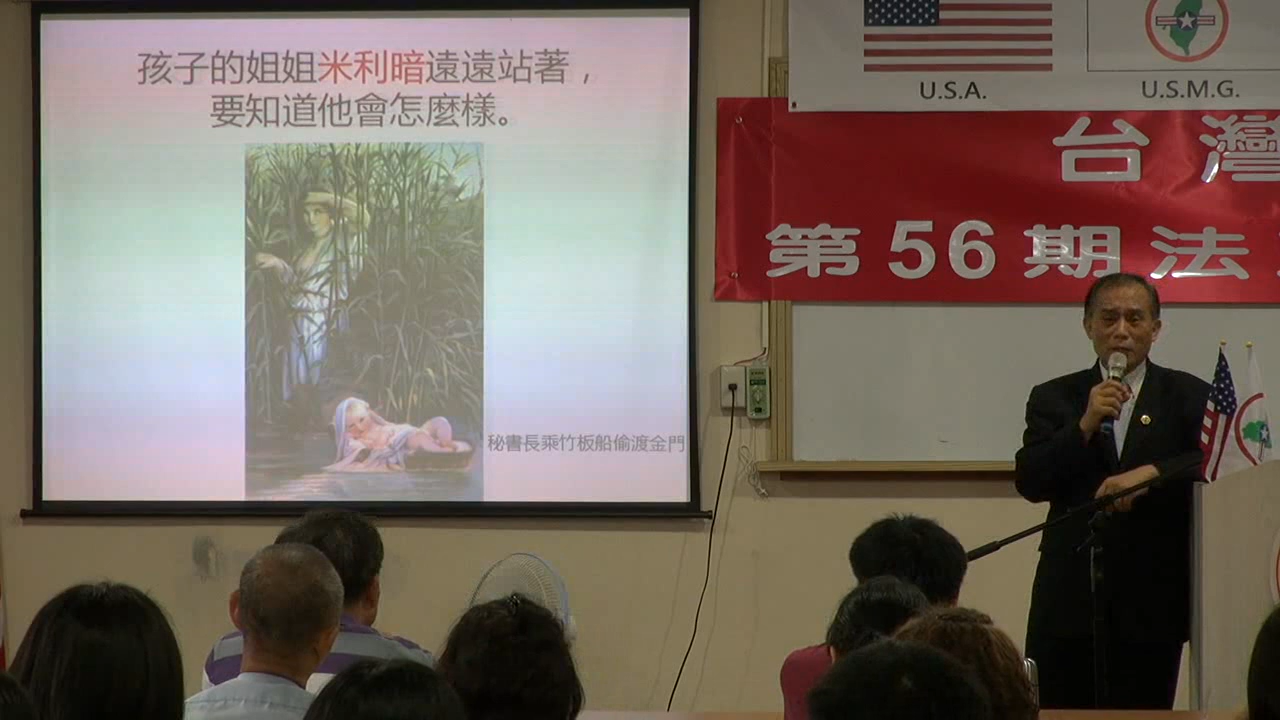 孩子的姐姐米利暗遠遠站著，
要知道他會怎麼樣。
秘書長乘竹板船偷渡金門
U.S.A.
U.S.M.G.
台灣
第56期法